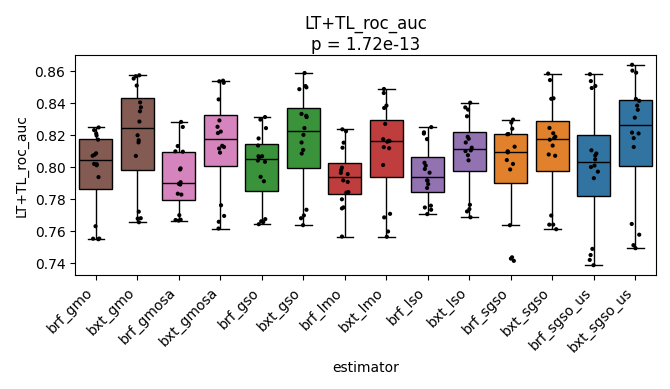 LT+TL_roc_auc
p = 1.72e-13
LT+TL_roc_auc
0.86
0.84
0.82
0.80
0.78
0.76
0.74
brf_gmo
bxt_gmo
brf_gmosa
bxt_gmosa
brf_gso
bxt_gso
brf_lmo
bxt_lmo
brf_lso
bxt_lso
brf_sgso
bxt_sgso
brf_sgso_us
bxt_sgso_us
estimator